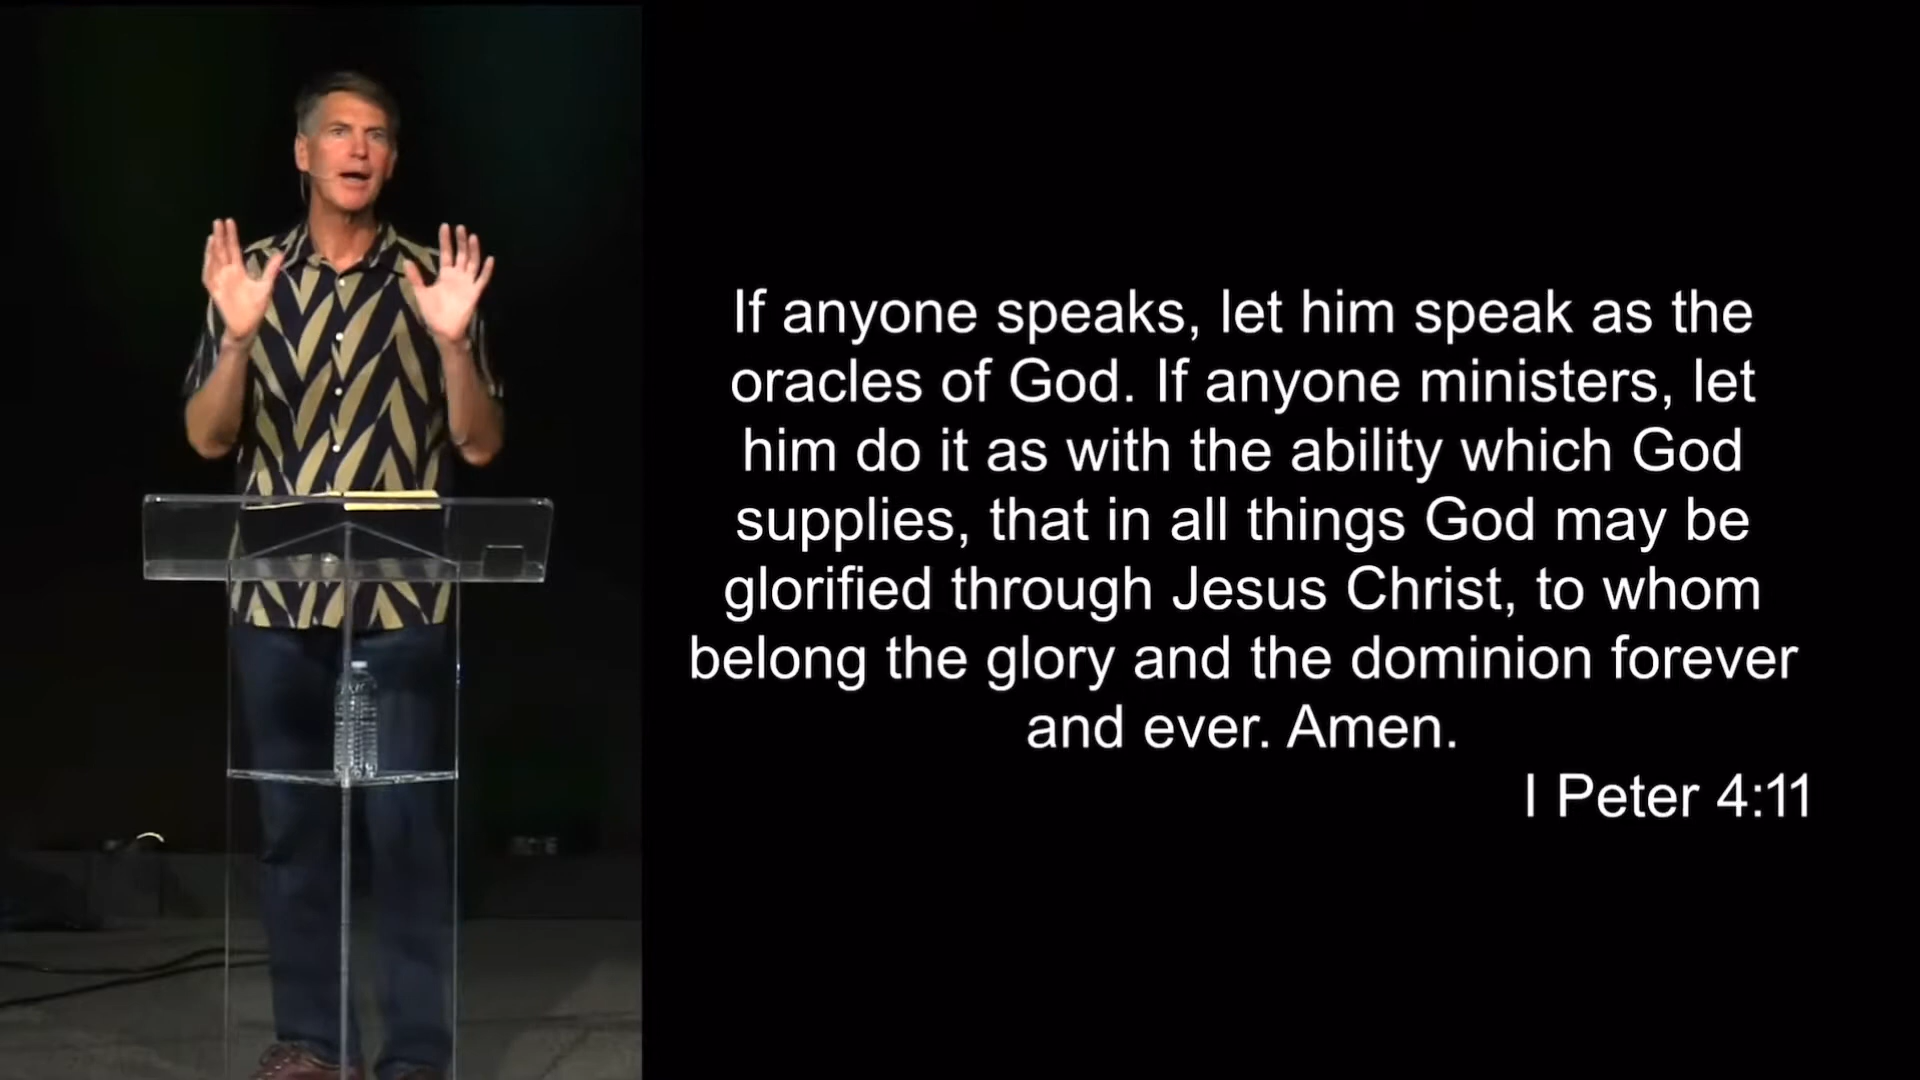 If anyone speaks, let him speak as the
oracles of God. If anyone ministers, let
him do it as with the ability which God
supplies, that in all things God may be
glorified through Jesus Christ, to whom
belong the glory and the dominion forever
and ever. Amen.
I Peter 4:11